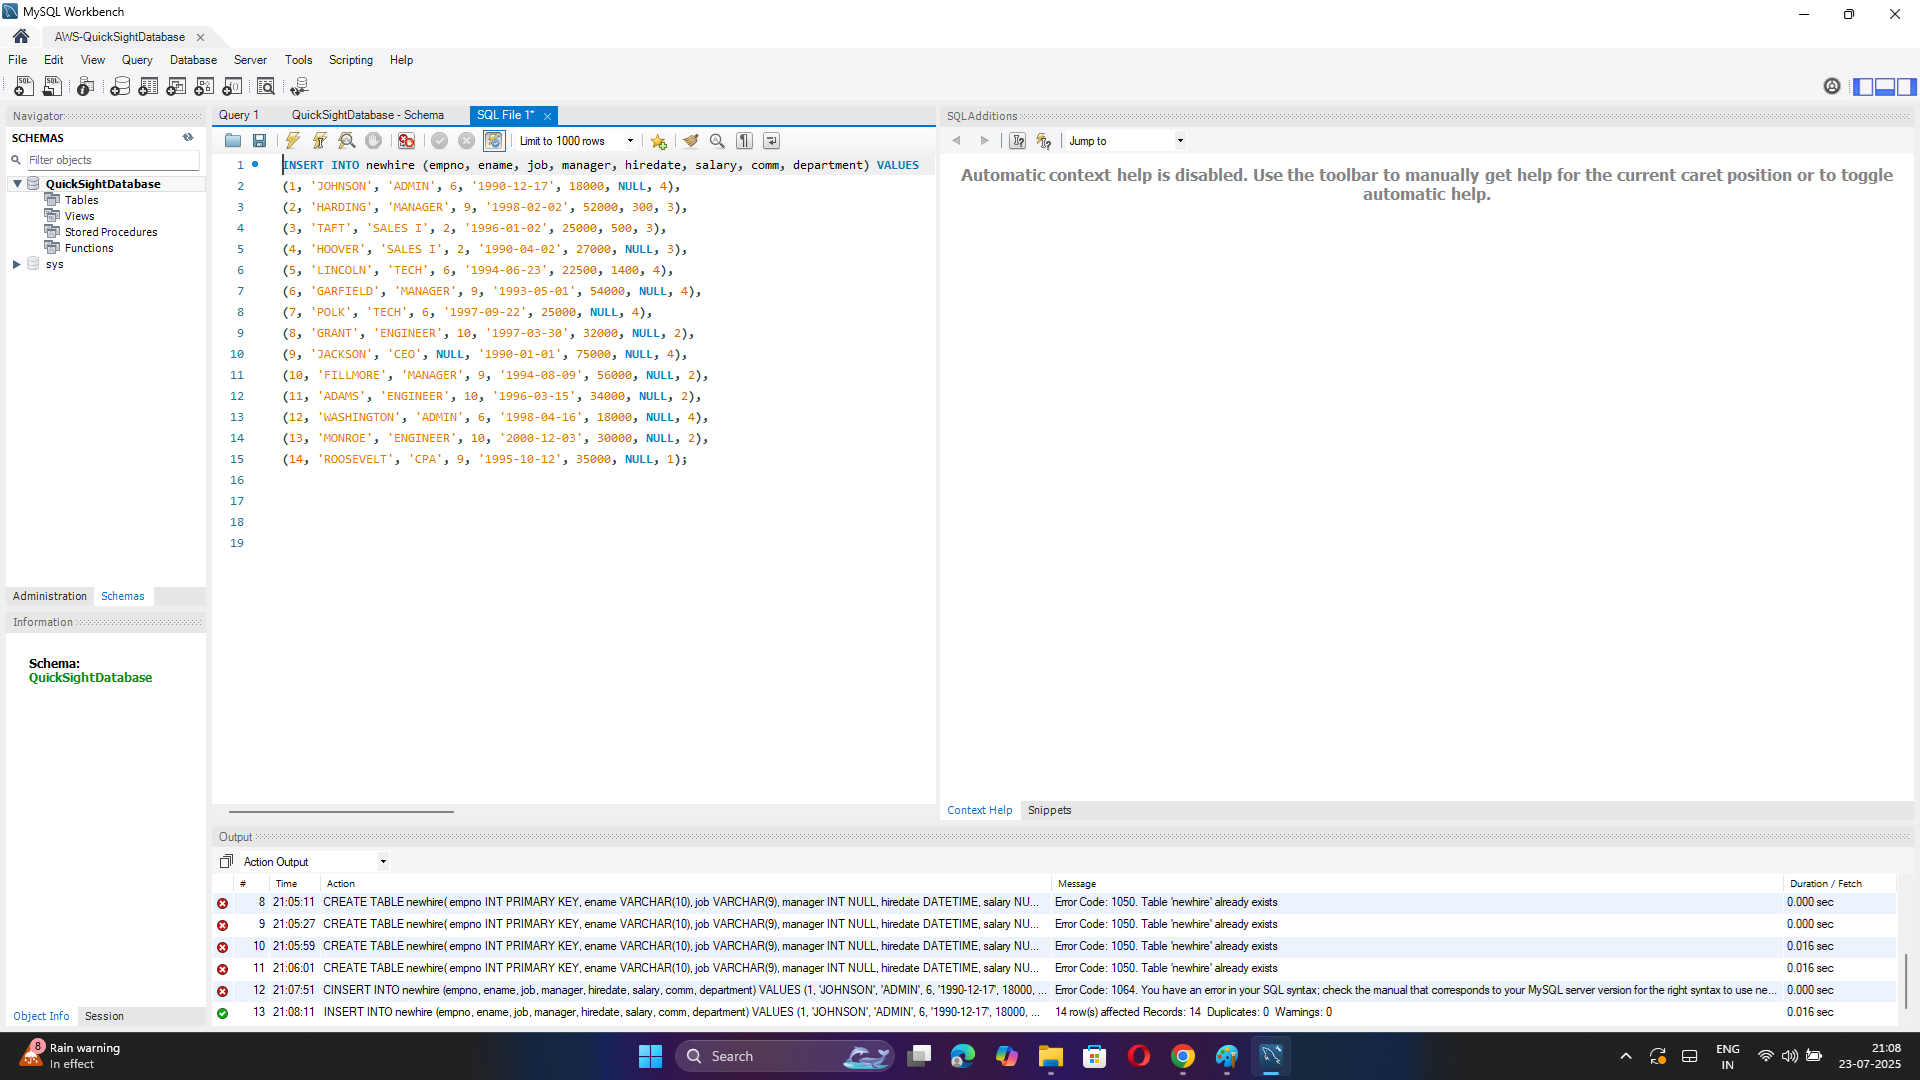 MySQL Workbench
AWS-QuickSightDatabase
File Edit View Query Database Server Tools Scripting Help
Navigator
SCHEMAS
Filter objects
QuickSightDatabase
Tables
Views
Stored Procedures
Functions
sys
Administration Schemas
Information
Schema:
QuickSightDatabase
Object Info Session
Query 1 QuickSightDatabase - Schema SQL File 1*
Limit to 1000 rows
1 INSERT INTO newhire (empno, ename, job, manager, hiredate, salary, comm, department) VALUES
2 (1, 'JOHNSON', 'ADMIN', 6, '1990-12-17', 18000, NULL, 4),
3 (2, 'HARDING', 'MANAGER', 9, '1998-02-02', 52000, 300, 3),
4 (3, 'TAFT', 'SALES I', 2, '1996-01-02', 25000, 500, 3),
5 (4, 'HOOVER', 'SALES I', 2, '1990-04-02', 27000, NULL, 3),
6 (5, 'LINCOLN', 'TECH', 6, '1994-06-23', 22500, 1400, 4),
7 (6, 'GARFIELD', 'MANAGER', 9, '1993-05-01', 54000, NULL, 4),
8 (7, 'POLK', 'TECH', 6, '1997-09-22', 25000, NULL, 4),
9 (8, 'GRANT', 'ENGINEER', 10, '1997-03-30', 32000, NULL, 2),
10 (9, 'JACKSON', 'CEO', NULL, '1990-01-01', 75000, NULL, 4),
11 (10, 'FILLMORE', 'MANAGER', 9, '1994-08-09', 56000, NULL, 2),
12 (11, 'ADAMS', 'ENGINEER', 10, '1996-03-15', 34000, NULL, 2),
13 (12, 'WASHINGTON', 'ADMIN', 6, '1998-04-16', 18000, NULL, 4),
14 (13, 'MONROE', 'ENGINEER', 10, '2000-12-03', 30000, NULL, 2),
15 (14, 'ROOSEVELT', 'CPA', 9, '1995-10-12', 35000, NULL, 1);
16
17
18
19
SQLAdditions
Jump to
Automatic context help is disabled. Use the toolbar to manually get help for the current caret position or to toggle
automatic help.
Context Help Snippets
Output
Action Output
# Time Action Message Duration / Fetch
8 21:05:11 CREATE TABLE newhire( empno INT PRIMARY KEY, ename VARCHAR(10), job VARCHAR(9), manager INT NULL, hiredate DATETIME, salary NU... Error Code: 1050. Table 'newhire' already exists 0.000 sec
9 21:05:27 CREATE TABLE newhire( empno INT PRIMARY KEY, ename VARCHAR(10), job VARCHAR(9), manager INT NULL, hiredate DATETIME, salary NU... Error Code: 1050. Table 'newhire' already exists 0.000 sec
10 21:05:59 CREATE TABLE newhire( empno INT PRIMARY KEY, ename VARCHAR(10), job VARCHAR(9), manager INT NULL, hiredate DATETIME, salary NU... Error Code: 1050. Table 'newhire' already exists 0.016 sec
11 21:06:01 CREATE TABLE newhire( empno INT PRIMARY KEY, ename VARCHAR(10), job VARCHAR(9), manager INT NULL, hiredate DATETIME, salary NU... Error Code: 1050. Table 'newhire' already exists 0.016 sec
12 21:07:51 CINSERT INTO newhire (empno, ename, job, manager, hiredate, salary, comm, department) VALUES (1, 'JOHNSON', 'ADMIN', 6, '1990-12-17', 18000, ... Error Code: 1064. You have an error in your SQL syntax; check the manual that corresponds to your MySQL server version for the right syntax to use ne... 0.000 sec
13 21:08:11 INSERT INTO newhire (empno, ename, job, manager, hiredate, salary, comm, department) VALUES (1, 'JOHNSON', 'ADMIN', 6, '1990-12-17', 18000, ... 14 row(s) affected Records: 14 Duplicates: 0 Warnings: 0 0.016 sec
8
Rain warning
In effect
Search
ENG
IN
21:08
23-07-2025